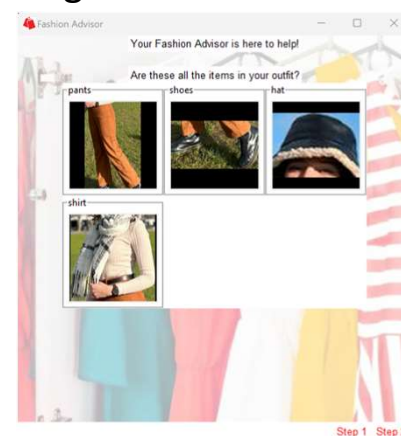 Fashion Advisor
Your Fashion Advisor is here to help!
Are these all the items in your outfit?
pants
shoes
hat
shirt
Step 1 Step